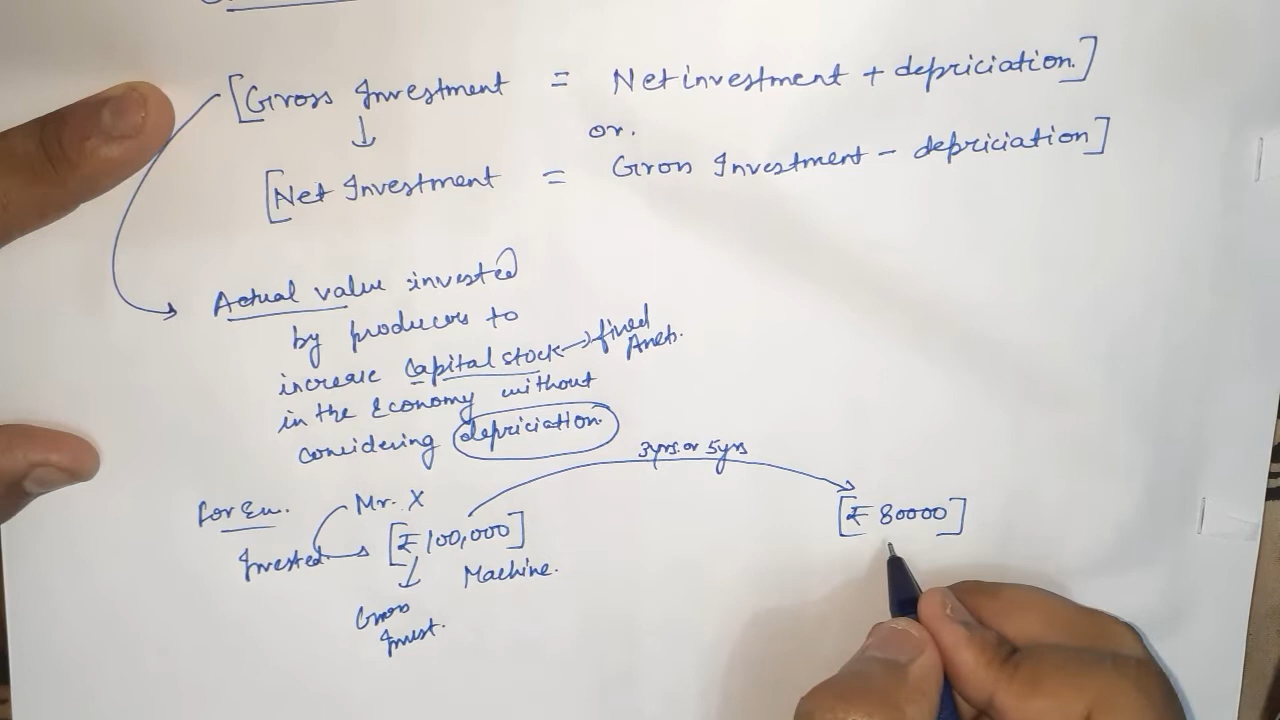 [Gross Investment = Net investment + depriciation.]
or.
[Net Investment = Gross Investment - depriciation]
Actual value invested
by producers to
increase capital stock → fixed Assets.
in the Economy without
considering depriciation.
3yrs. or 5yrs
for Ex. Mr. X
Invested → [₹ 100,000] [₹ 80000]
Machine.
Gross
Invest.